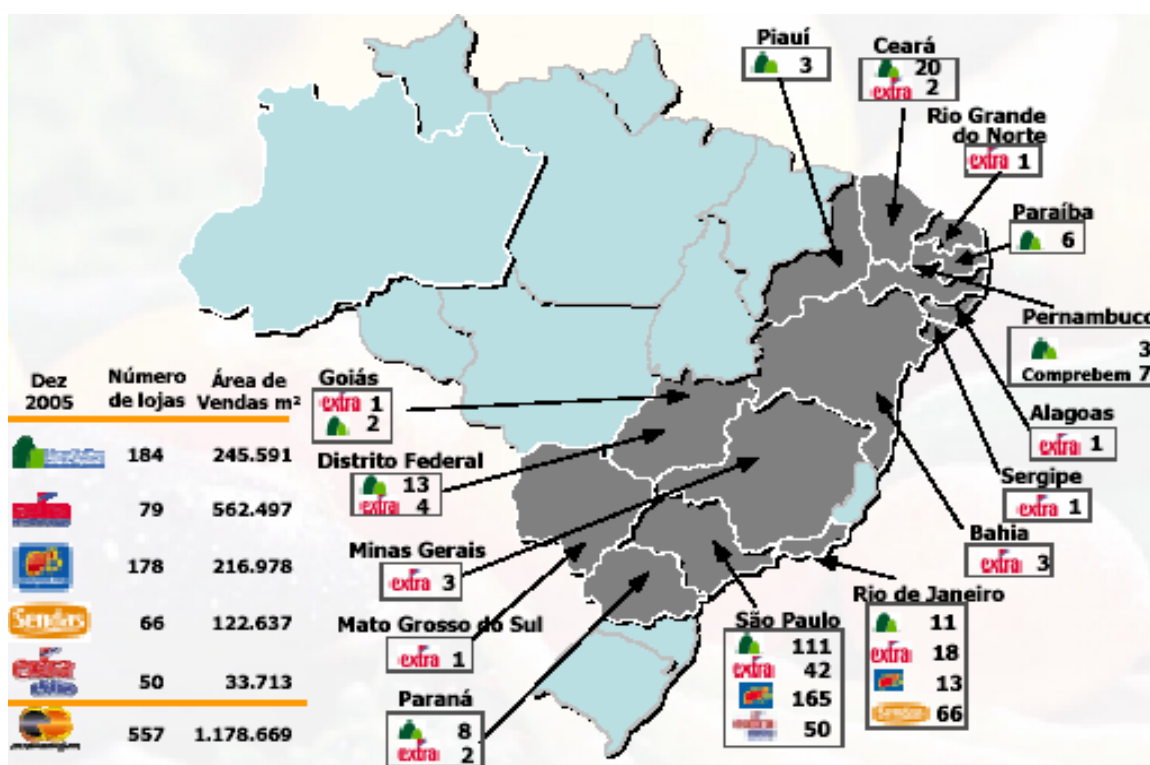 Piauí
3
Ceará
20
extra 2
Rio Grande
do Norte
extra 1
Paraíba
6
Pernambuco
3
Comprebem 7
Alagoas
extra 1
Sergipe
extra 1
Bahia
extra 3
Rio de Janeiro
11
extra 18
13
Sendas 66
São Paulo
111
extra 42
165
50
Goiás
extra 1
2
Distrito Federal
13
extra 4
Minas Gerais
extra 3
Mato Grosso do Sul
extra 1
Paraná
8
extra 2
Dez
2005
Número
de lojas
Área de
Vendas m²
184 245.591
79 562.497
178 216.978
Sendas 66 122.637
extra 50 33.713
557 1.178.669